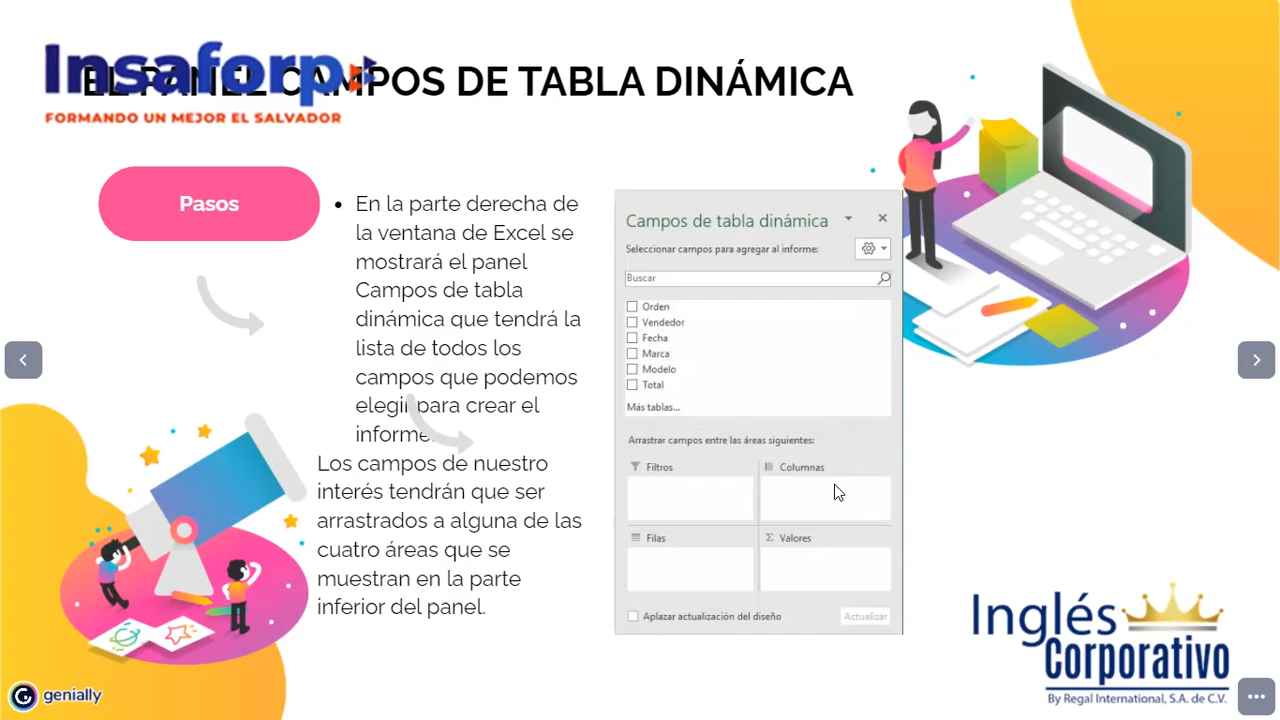 Insaforp
EL PANEL CAMPOS DE TABLA DINÁMICA
FORMANDO UN MEJOR EL SALVADOR
Pasos
• En la parte derecha de
la ventana de Excel se
mostrará el panel
Campos de tabla
dinámica que tendrá la
lista de todos los
campos que podemos
elegir para crear el
informe.
Los campos de nuestro
interés tendrán que ser
arrastrados a alguna de las
cuatro áreas que se
muestran en la parte
inferior del panel.
Campos de tabla dinámica
Seleccionar campos para agregar al informe:
Buscar
Orden
Vendedor
Fecha
Marca
Modelo
Total
Más tablas...
Arrastrar campos entre las áreas siguientes:
Filtros
Columnas
Filas
Σ Valores
Aplazar actualización del diseño
Actualizar
Inglés
Corporativo
By Regal International, S.A. de C.V.
genially